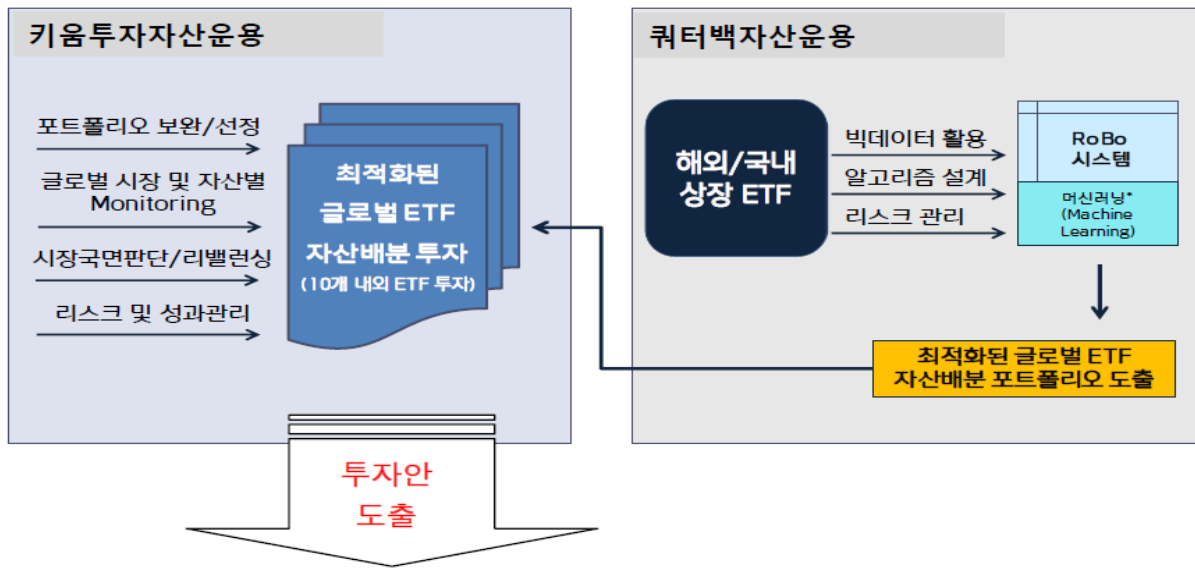 키움투자자산운용
포트폴리오 보완/선정
글로벌 시장 및 자산별
Monitoring
시장국면판단/리밸런싱
리스크 및 성과관리
최적화된
글로벌 ETF
자산배분 투자
(10개 내외 ETF 투자)
쿼터백자산운용
해외/국내
상장 ETF
빅데이터 활용
알고리즘 설계
리스크 관리
RoBo
시스템
머신러닝*
(Machine
Learning)
최적화된 글로벌 ETF
자산배분 포트폴리오 도출
투자안
도출